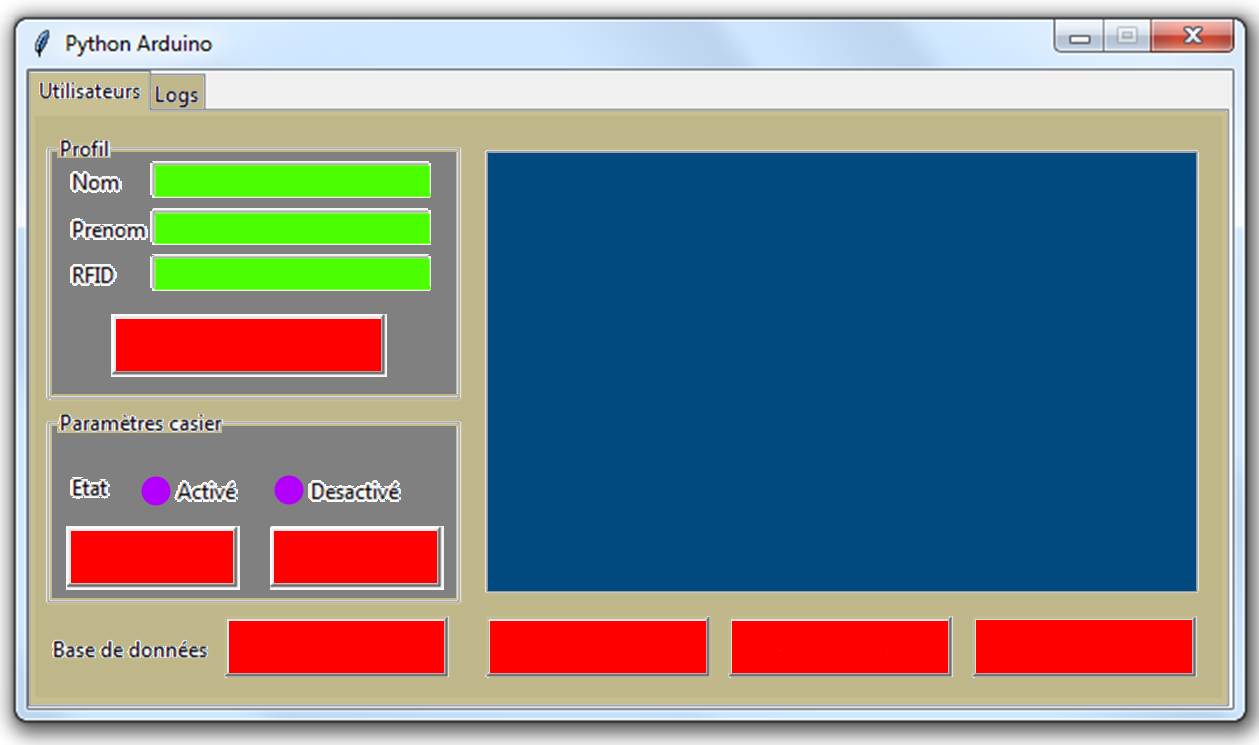 Python Arduino
Utilisateurs Logs
Profil
Nom
Prenom
RFID
Paramètres casier
Etat Activé Desactivé
Base de données